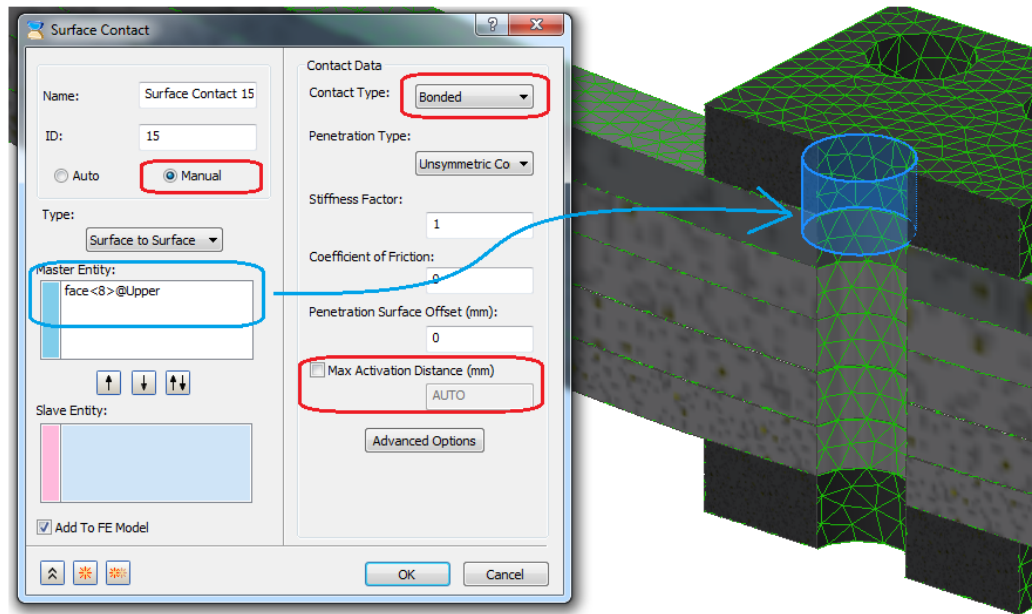 Surface Contact
Name:
Surface Contact 15
ID:
15
Auto
Manual
Type:
Surface to Surface
Master Entity:
face<8>@Upper
Slave Entity:
Add To FE Model
Contact Data
Contact Type:
Bonded
Penetration Type:
Unsymmetric Co
Stiffness Factor:
1
Coefficient of Friction:
0
Penetration Surface Offset (mm):
0
Max Activation Distance (mm)
AUTO
Advanced Options
OK
Cancel